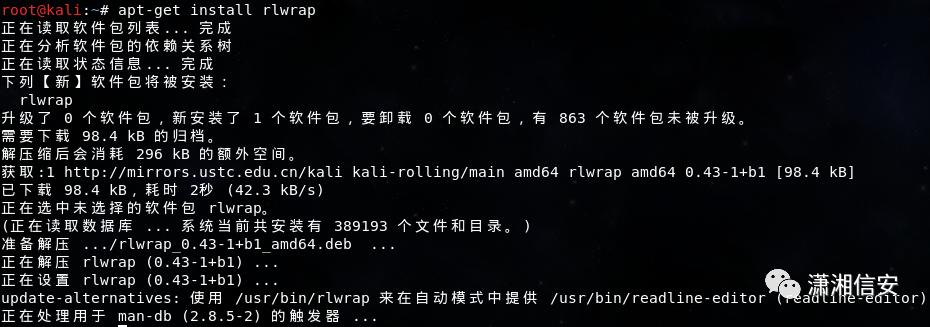 root@kali:~# apt-get install rlwrap
正在读取软件包列表... 完成
正在分析软件包的依赖关系树
正在读取状态信息... 完成
下列【新】软件包将被安装：
  rlwrap
升级了 0 个软件包，新安装了 1 个软件包，要卸载 0 个软件包，有 863 个软件包未被升级。
需要下载 98.4 kB 的归档。
解压缩后会消耗 296 kB 的额外空间。
获取:1 http://mirrors.ustc.edu.cn/kali kali-rolling/main amd64 rlwrap amd64 0.43-1+b1 [98.4 kB]
已下载 98.4 kB，耗时 2秒 (42.3 kB/s)
正在选中未选择的软件包 rlwrap。
(正在读取数据库 ... 系统当前共安装有 389193 个文件和目录。)
准备解压 .../rlwrap_0.43-1+b1_amd64.deb  ...
正在解压 rlwrap (0.43-1+b1) ...
正在设置 rlwrap (0.43-1+b1) ...
update-alternatives: 使用 /usr/bin/rlwrap 来在自动模式中提供 /usr/bin/readline-editor (readline-editor)
正在处理用于 man-db (2.8.5-2) 的触发器 ...
潇湘信安